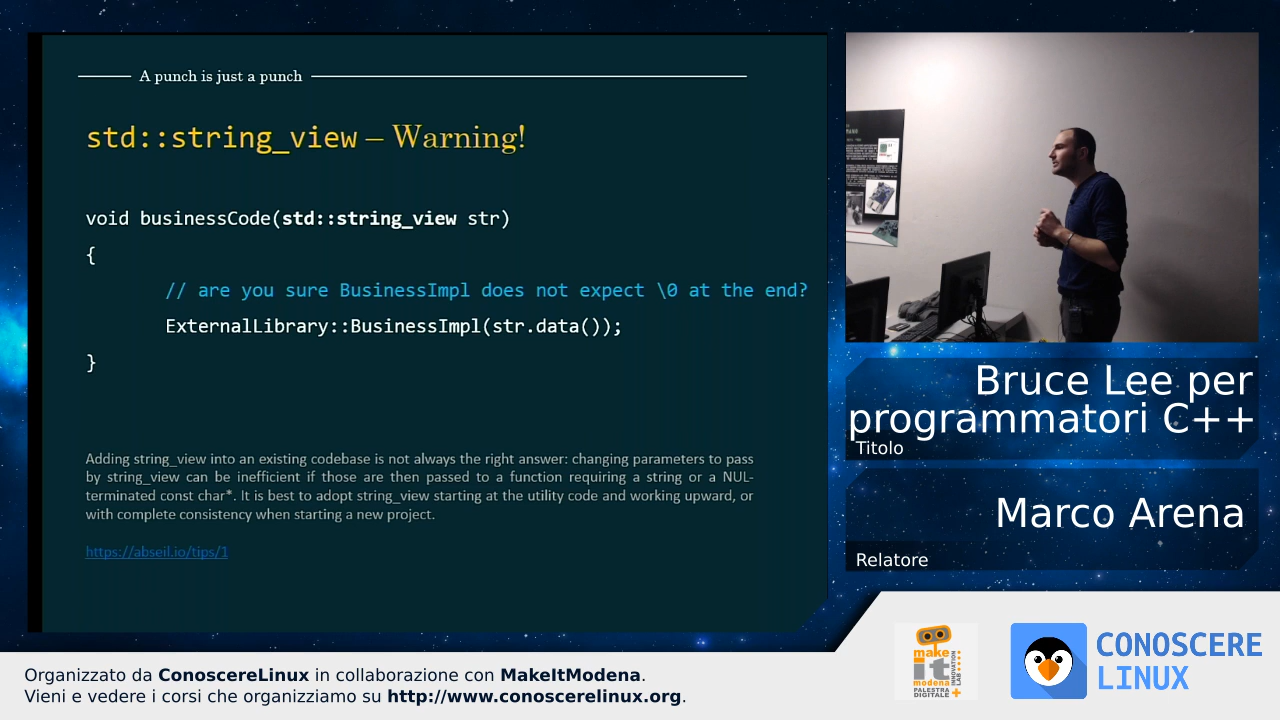 A punch is just a punch
std::string_view – Warning!
void businessCode(std::string_view str)
{
// are you sure BusinessImpl does not expect \0 at the end?
ExternalLibrary::BusinessImpl(str.data());
}
Adding string_view into an existing codebase is not always the right answer: changing parameters to pass
by string_view can be inefficient if those are then passed to a function requiring a string or a NUL-
terminated const char*. It is best to adopt string_view starting at the utility code and working upward, or
with complete consistency when starting a new project.
https://abseil.io/tips/1
Bruce Lee per
programmatori C++
Titolo
Marco Arena
Relatore
make
it
modena
PALESTRA
DIGITALE
INNOVATION
LAB
CONOSCERE
LINUX
Organizzato da ConoscereLinux in collaborazione con MakeItModena.
Vieni e vedere i corsi che organizziamo su http://www.conoscerelinux.org.